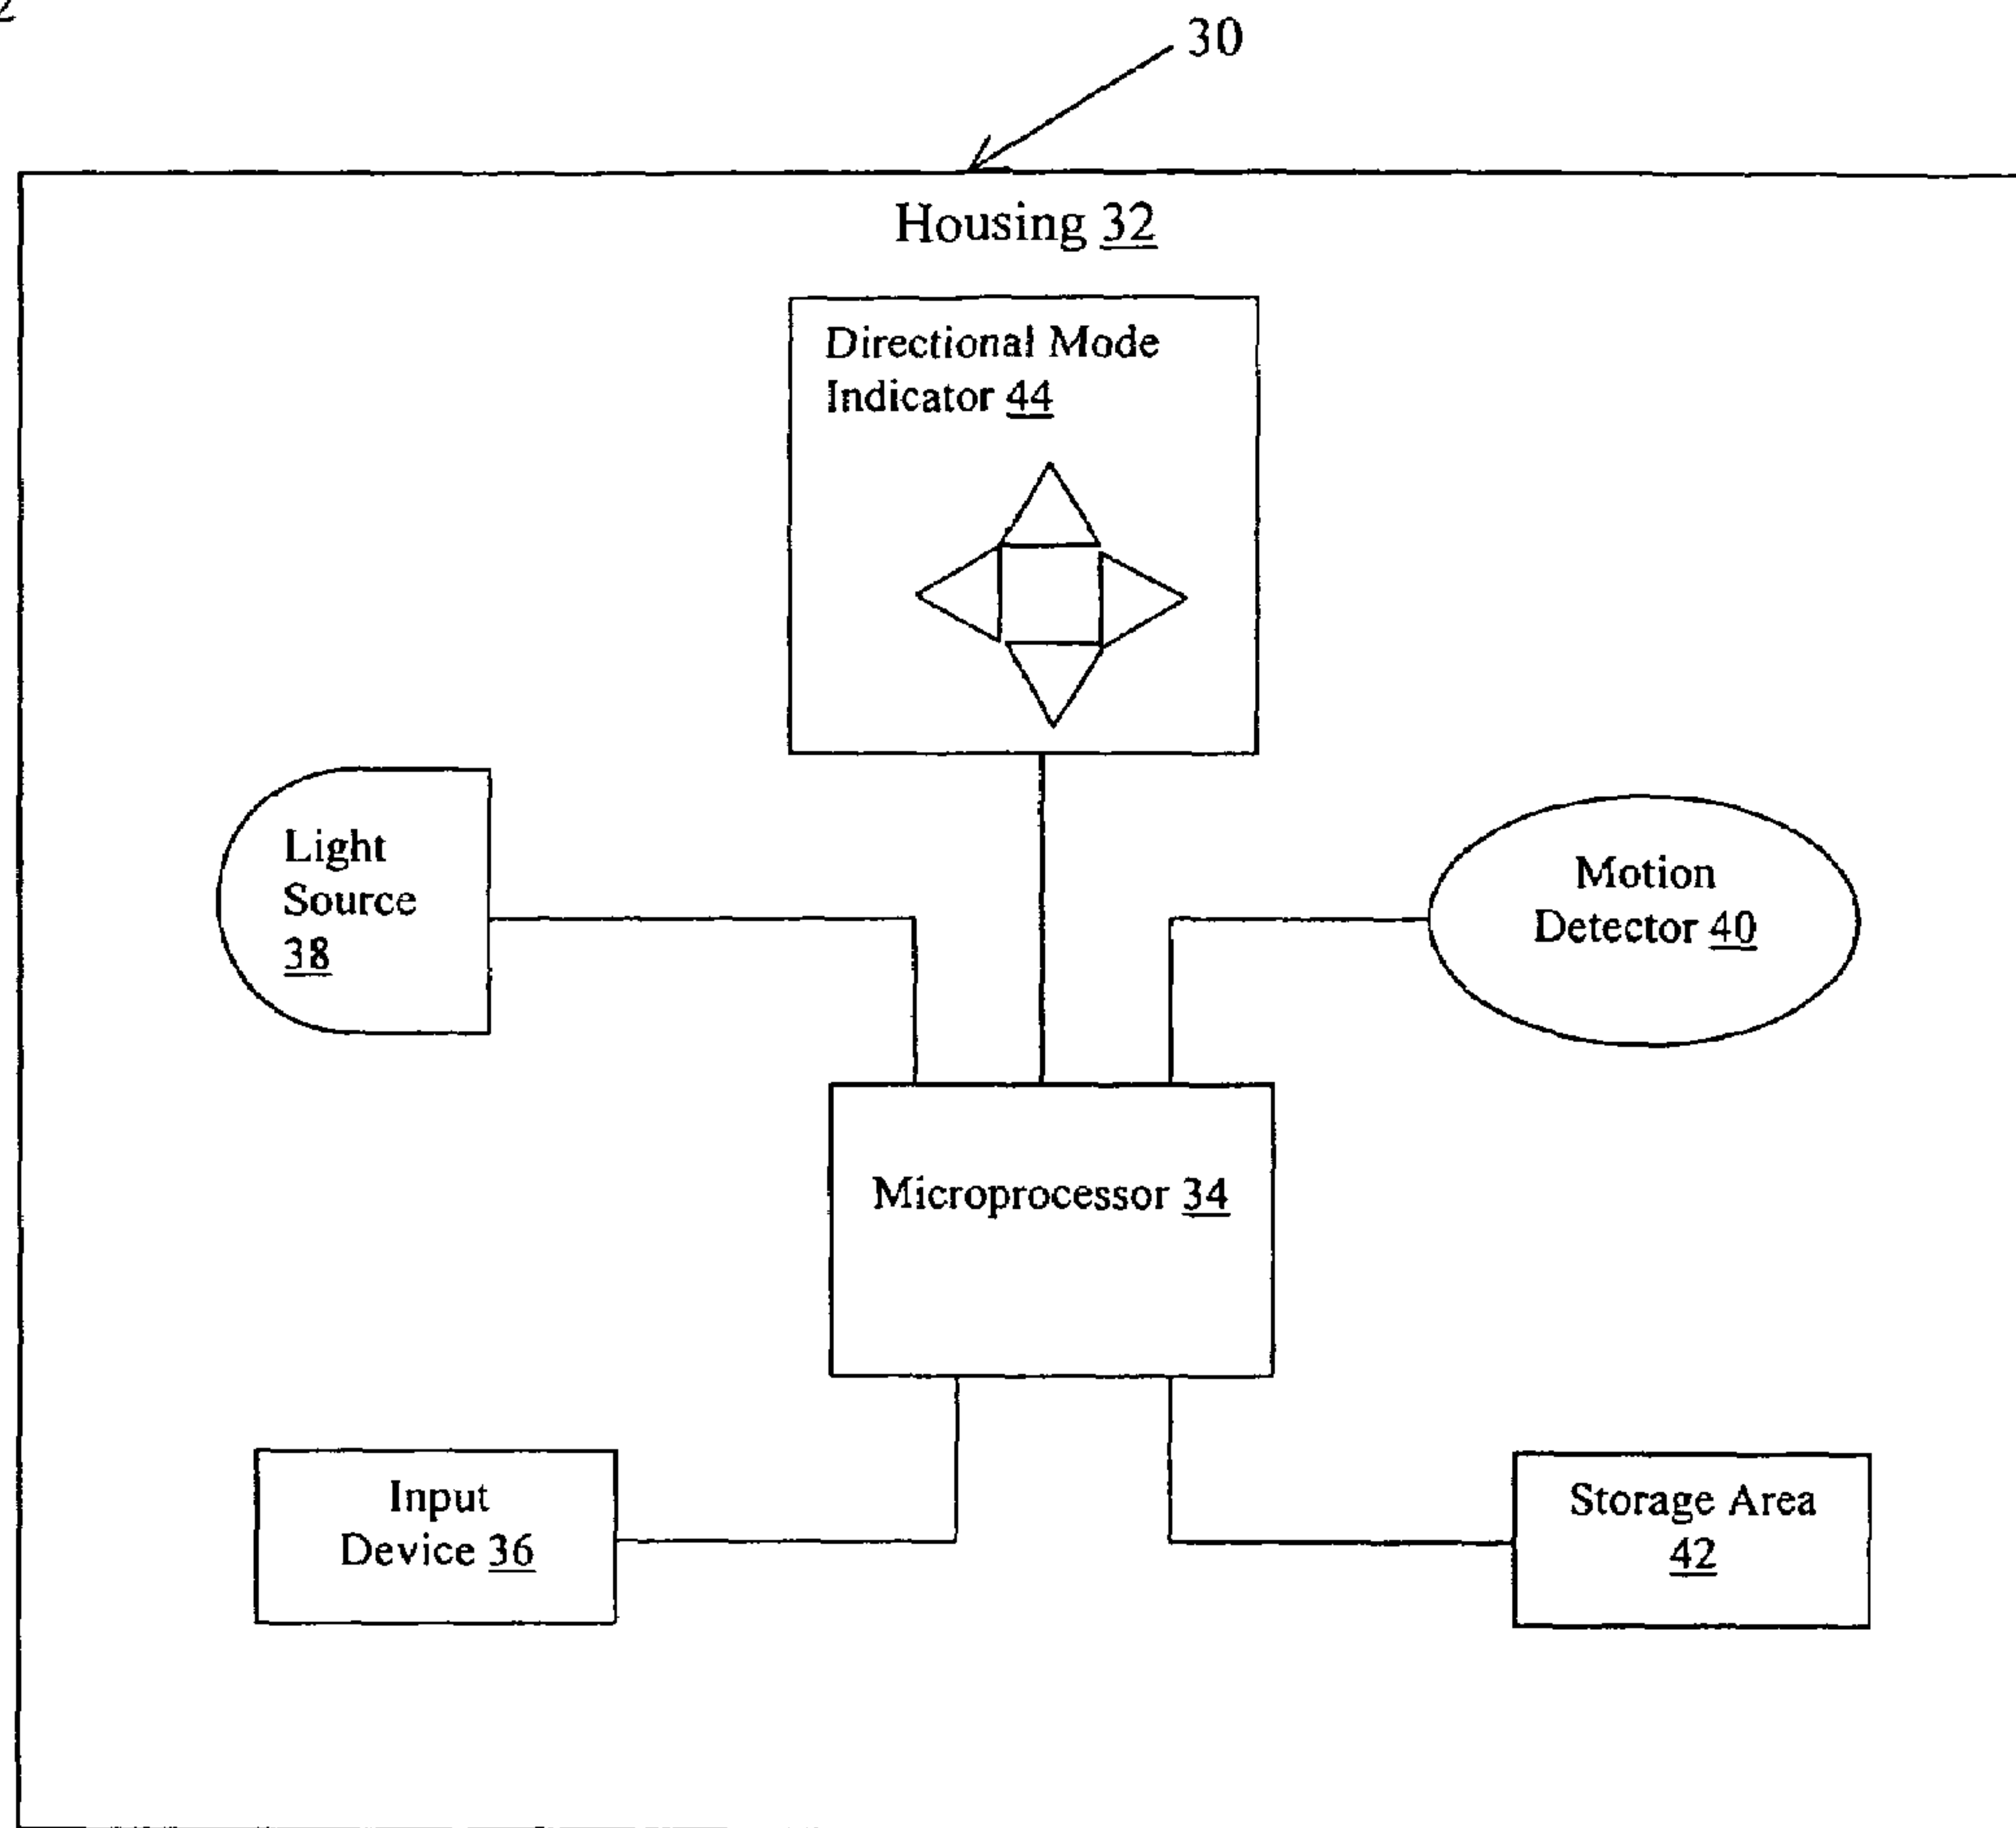 30
Housing 32
Directional Mode
Indicator 44
Light
Source
38
Motion
Detector 40
Microprocessor 34
Input
Device 36
Storage Area
42